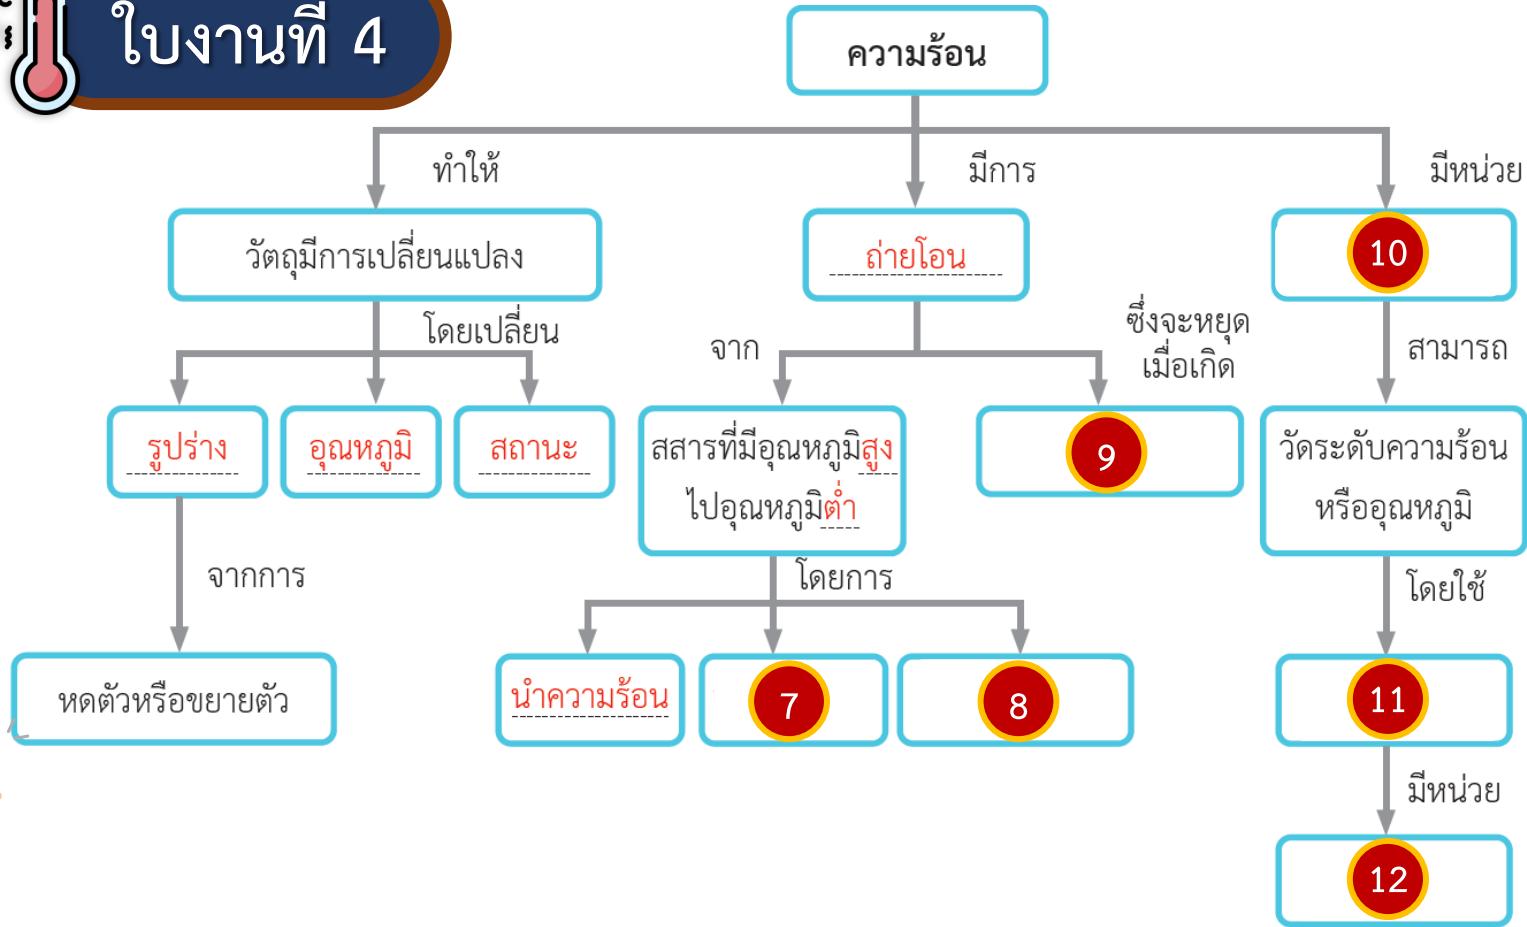 ใบงานที่ 4
ความร้อน
ทำให้
มีการ
มีหน่วย
วัตถุมีการเปลี่ยนแปลง
ถ่ายโอน
10
โดยเปลี่ยน
จาก
ซึ่งจะหยุด
เมื่อเกิด
สามารถ
รูปร่าง
อุณหภูมิ
สถานะ
สสารที่มีอุณหภูมิสูง
ไปอุณหภูมิต่ำ
9
วัดระดับความร้อน
หรืออุณหภูมิ
จากการ
โดยการ
โดยใช้
หดตัวหรือขยายตัว
นำความร้อน
7
8
11
มีหน่วย
12